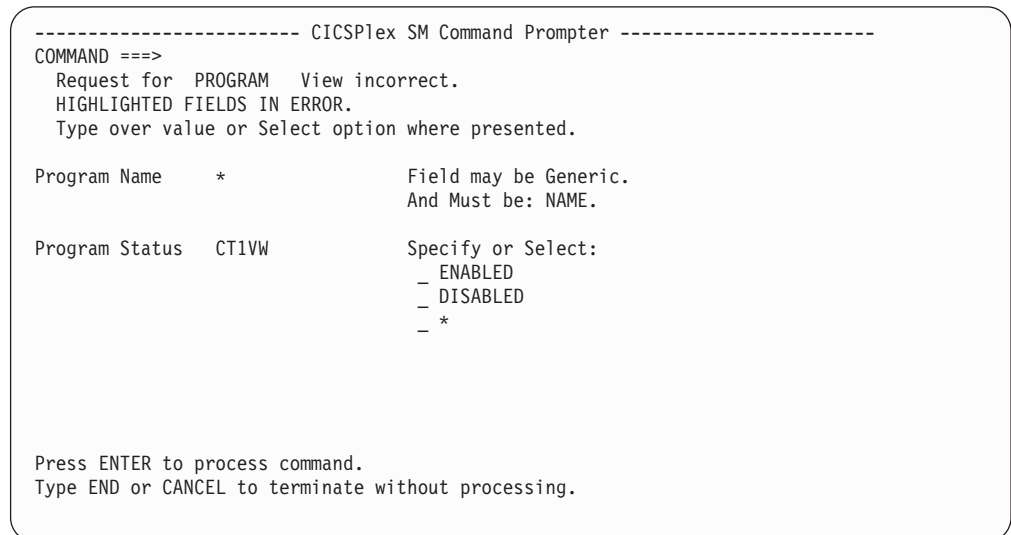 ------------------------- CICSPlex SM Command Prompter ------------------------
COMMAND ===>
Request for PROGRAM View incorrect.
HIGHLIGHTED FIELDS IN ERROR.
Type over value or Select option where presented.
Program Name * Field may be Generic.
And Must be: NAME.
Program Status CT1VW Specify or Select:
_ ENABLED
_ DISABLED
_ *
Press ENTER to process command.
Type END or CANCEL to terminate without processing.